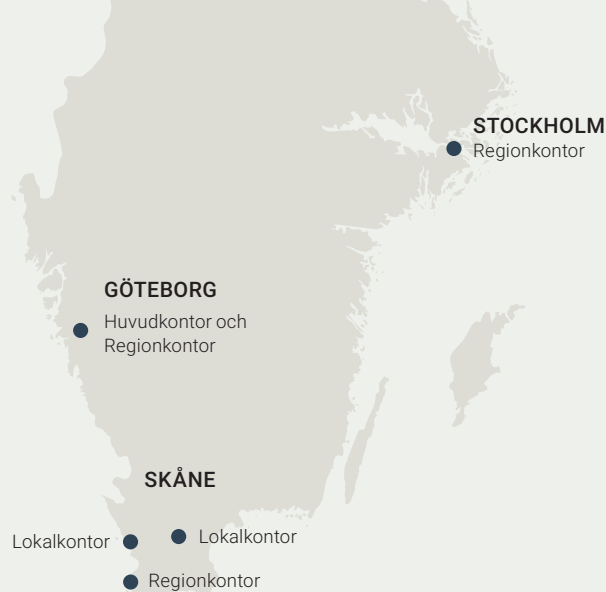 STOCKHOLM
Regionkontor
GÖTEBORG
Huvudkontor och
Regionkontor
SKÅNE
Lokalkontor
Lokalkontor
Regionkontor